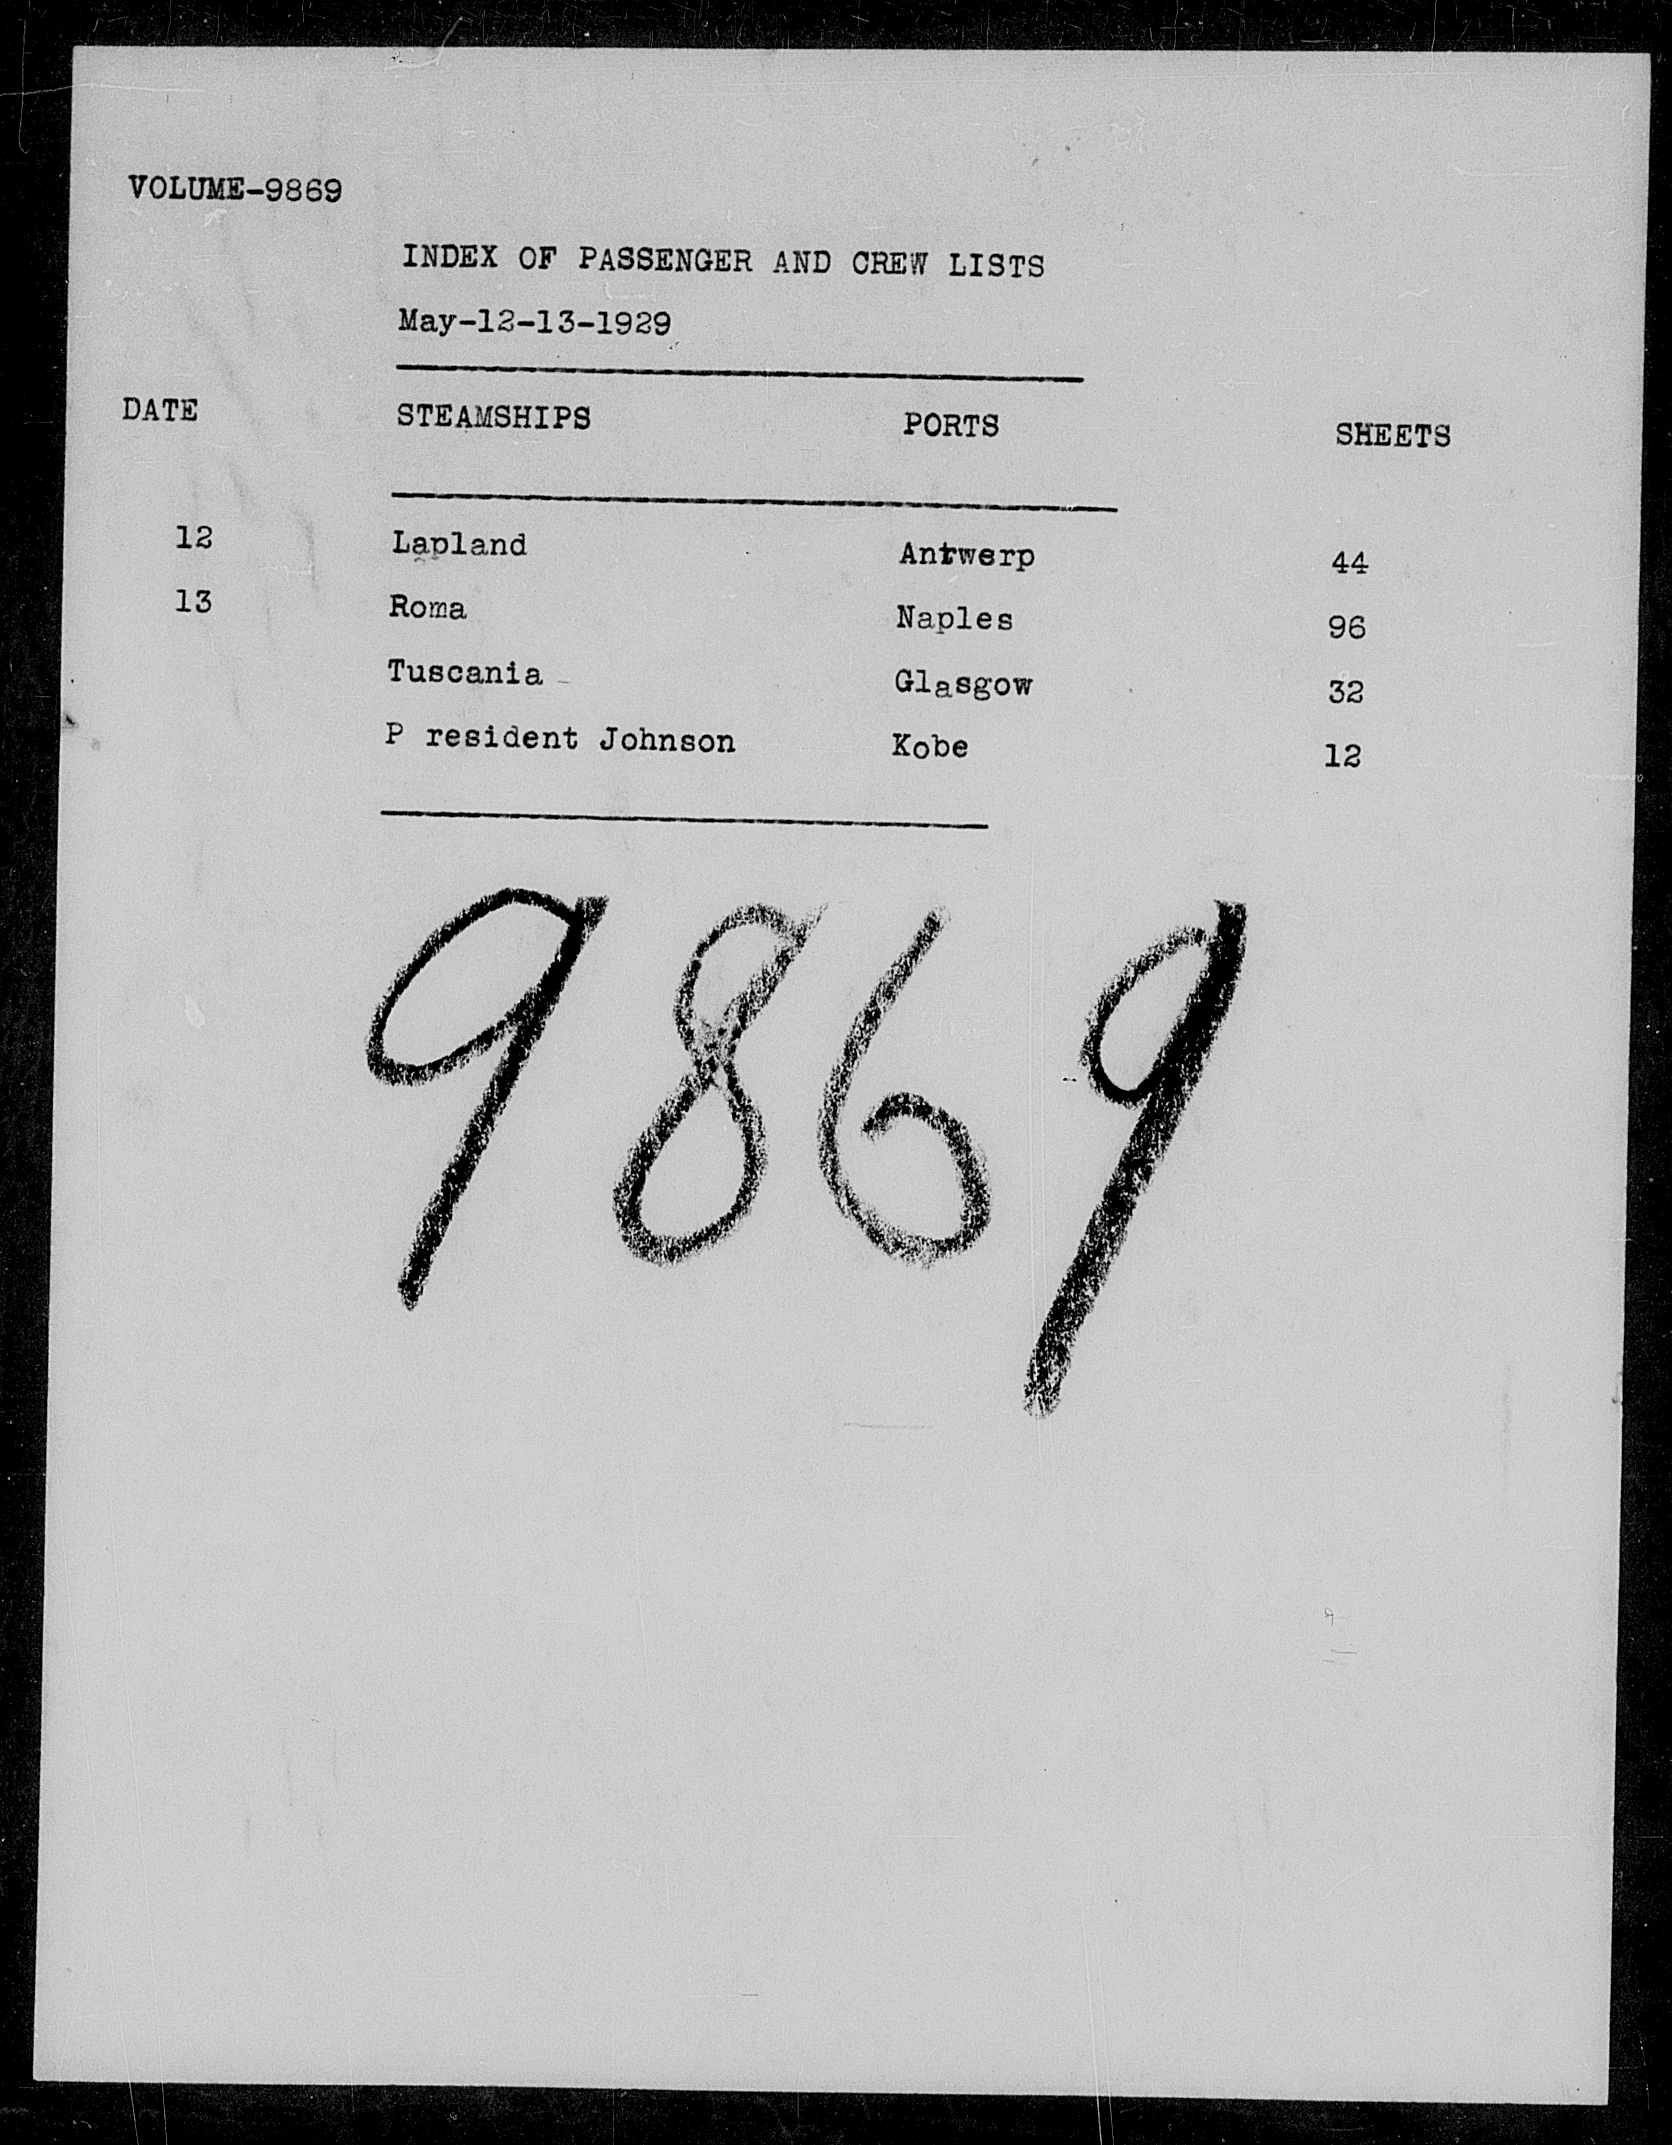 VOLUME-9869
INDEX OF PASSENGER AND CREW LISTS
May-12-13-1929
DATE STEAMSHIPS PORTS SHEETS
12 Lapland Antwerp 44
13 Roma Naples 96
Tuscania Glasgow 32
P resident Johnson Kobe 12
9869